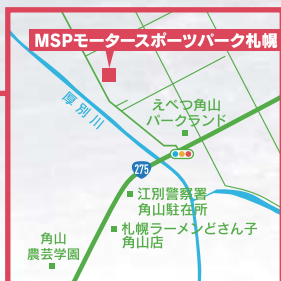 MSPモータースポーツパーク札幌
厚別川
えべつ角山
パークランド
275
江別警察署
角山駐在所
札幌ラーメンどさん子
角山店
角山
農芸学園